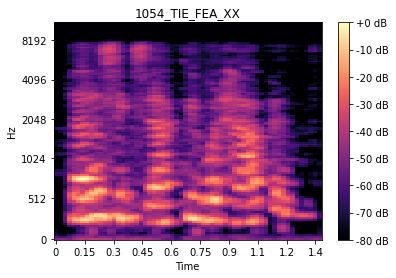 1054_TIE_FEA_XX
+0 dB
8192
-10 dB
4096
-20 dB
-30 dB
Hz
2048
-40 dB
1024
-50 dB
512
-60 dB
-70 dB
0
-80 dB
0 0.15 0.3 0.45 0.6 0.75 0.9 1.1 1.2 1.4
Time